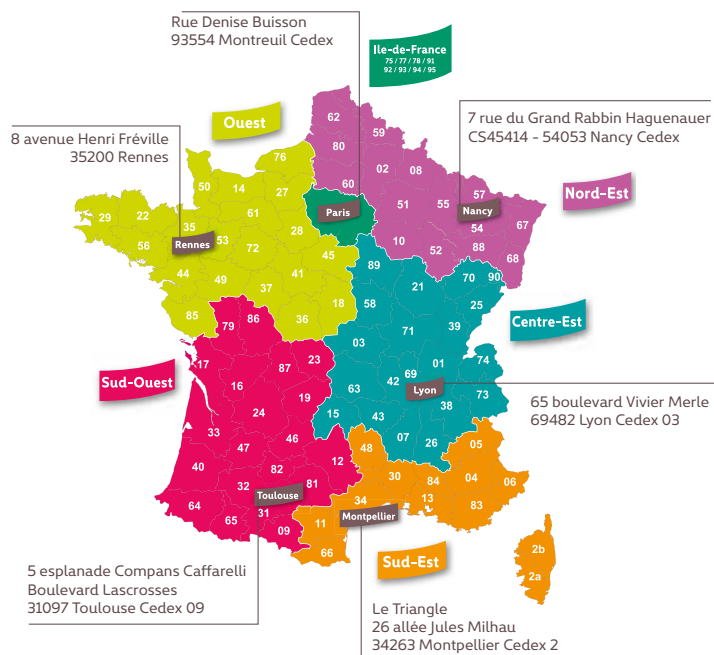 Rue Denise Buisson
93554 Montreuil Cedex
Ile-de-France
75 / 77 / 78 / 91
92 / 93 / 94 / 95
8 avenue Henri Fréville
35200 Rennes
Ouest
7 rue du Grand Rabbin Haguenauer
CS45414 - 54053 Nancy Cedex
Nord-Est
62
59
80
02
08
60
51
55
57
Nancy
54
67
10
52
88
68
76
50
14
27
29
22
35
61
28
56
Rennes
53
72
45
44
49
37
41
18
85
36
Paris
89
21
70
90
58
25
71
39
03
Centre-Est
01
74
42
69
Lyon
63
73
38
15
43
07
26
65 boulevard Vivier Merle
69482 Lyon Cedex 03
79
86
Sud-Ouest
17
87
23
16
19
24
33
46
47
12
40
82
32
81
Toulouse
31
64
65
09
48
05
30
84
04
06
34
13
83
Montpellier
11
66
Sud-Est
2b
2a
5 esplanade Compans Caffarelli
Boulevard Lascrosses
31097 Toulouse Cedex 09
Le Triangle
26 allée Jules Milhau
34263 Montpellier Cedex 2